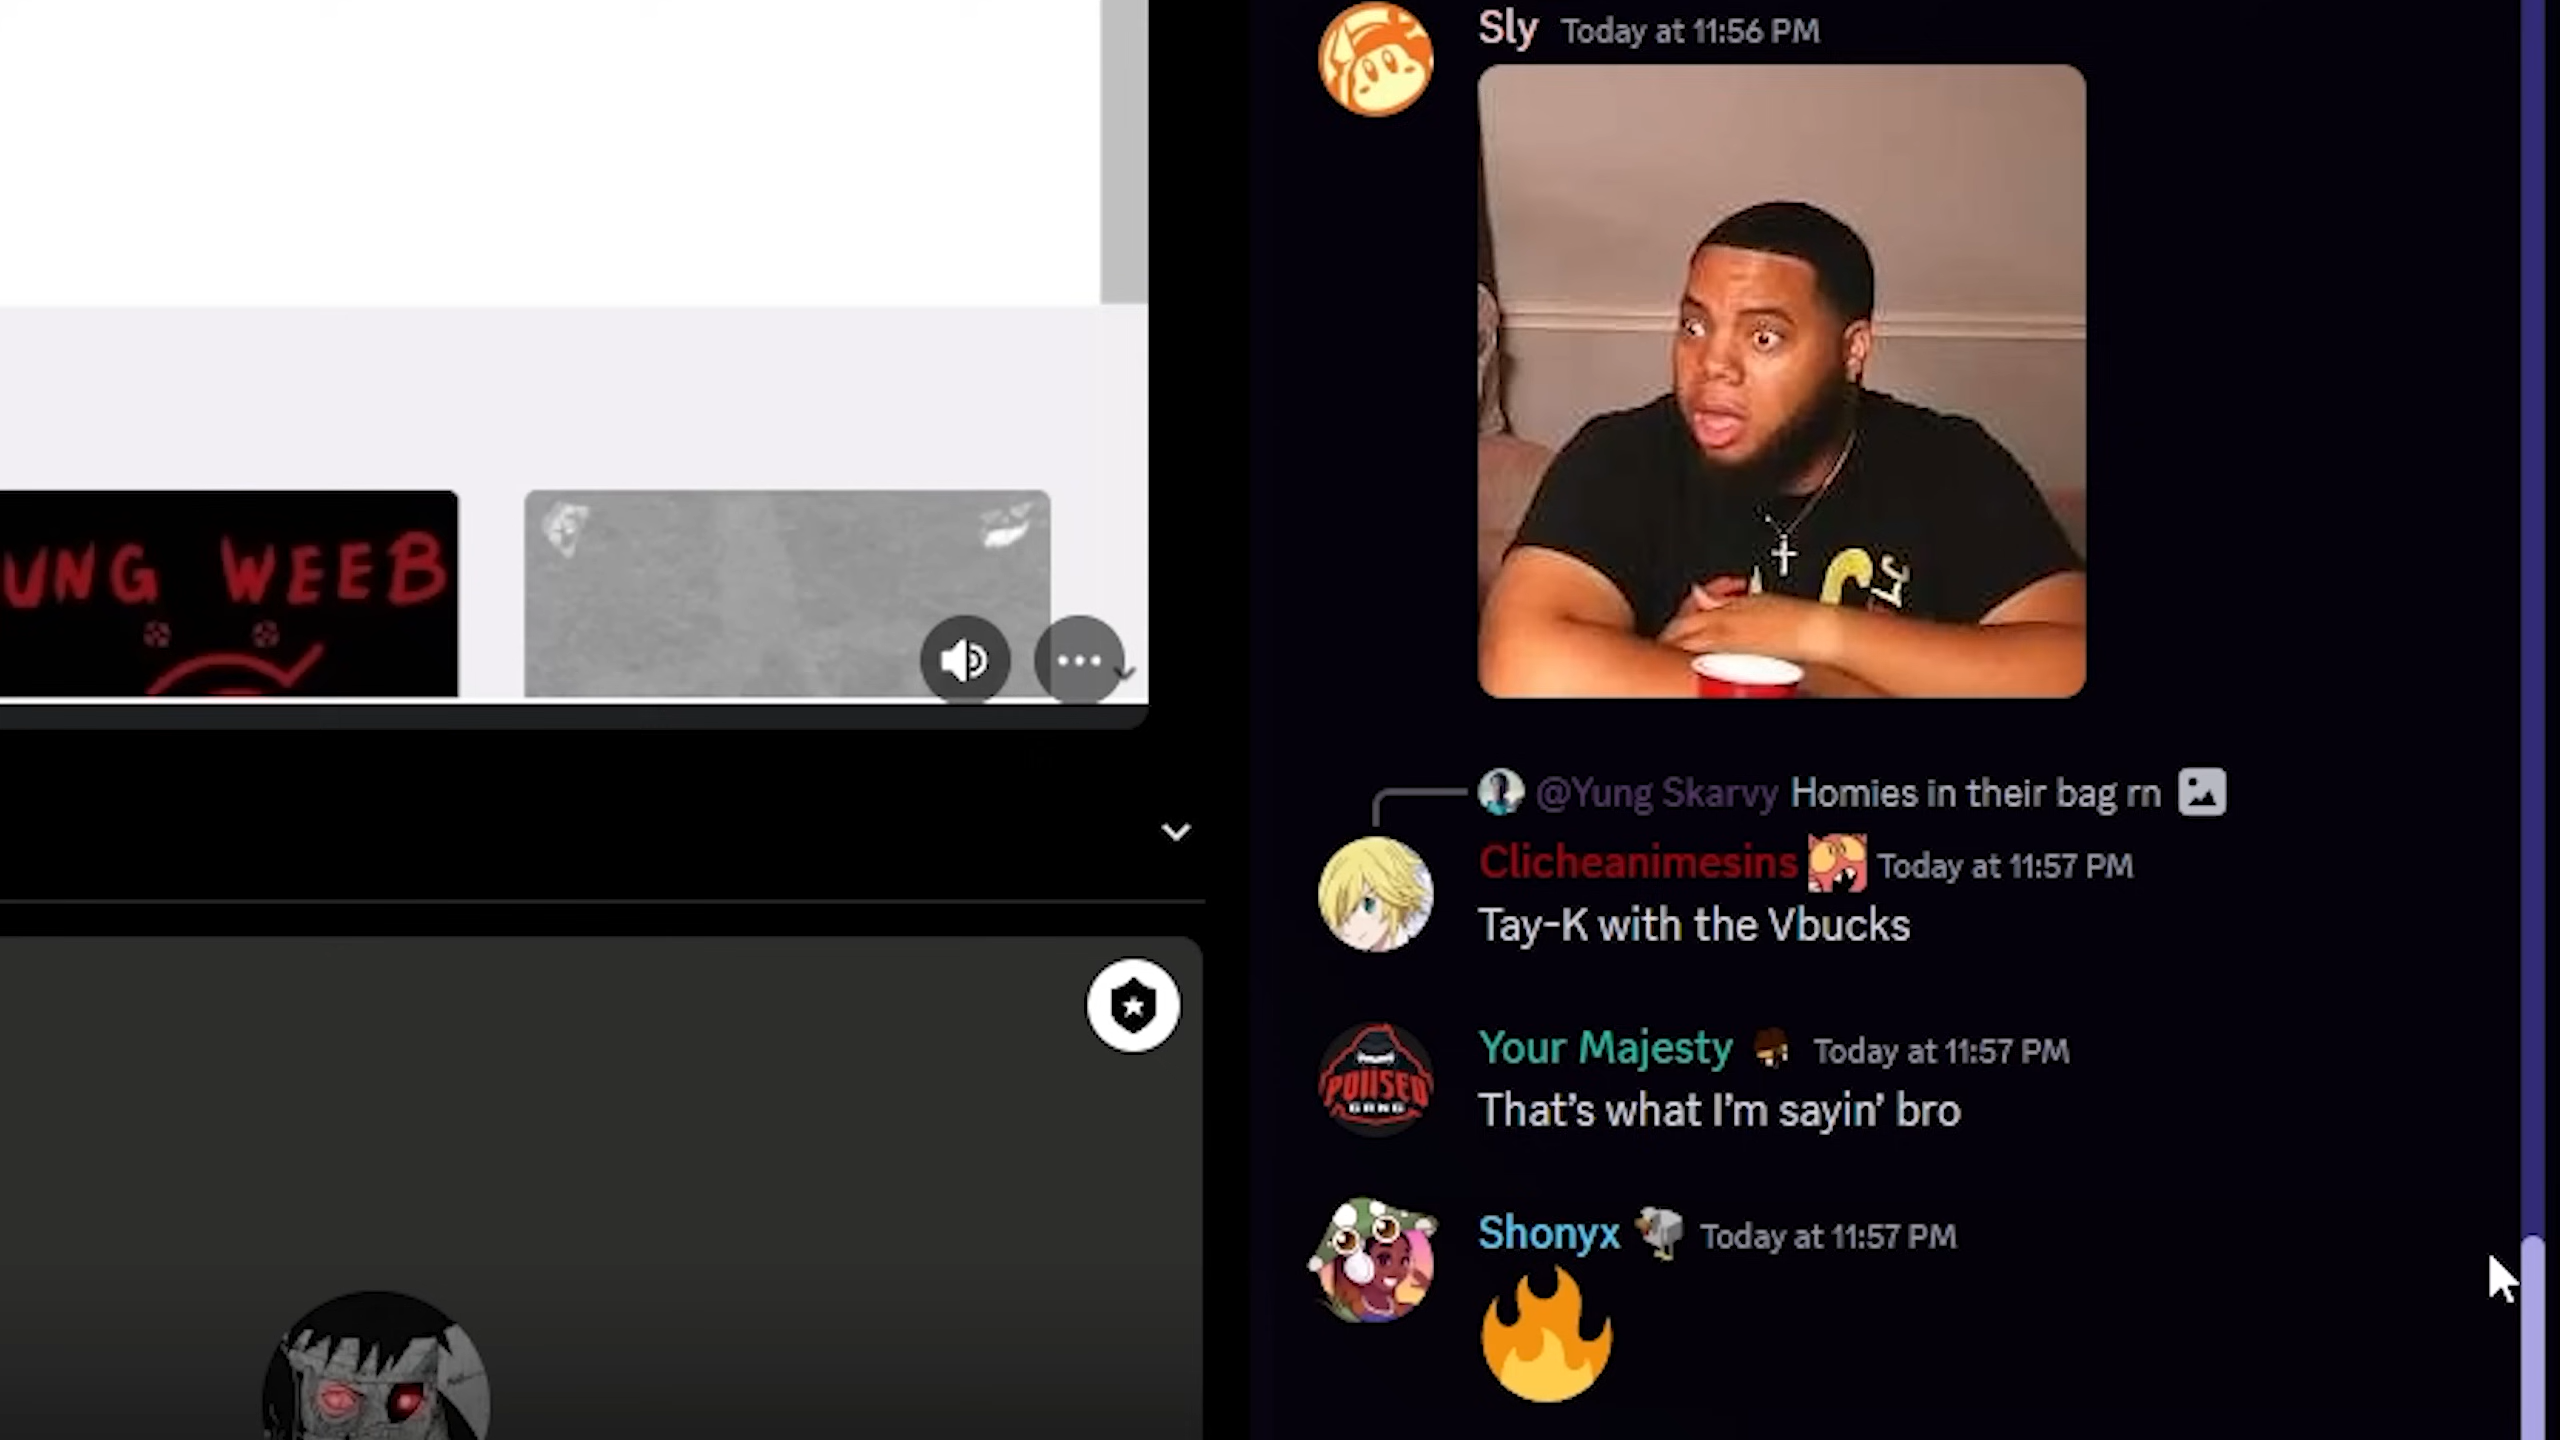 Sly Today at 11:56 PM
UNG WEEB
@Yung Skarvy Homies in their bag rn
Clicheanimesins Today at 11:57 PM
Tay-K with the Vbucks
Your Majesty Today at 11:57 PM
POIISED
GANG
That’s what I’m sayin’ bro
Shonyx Today at 11:57 PM